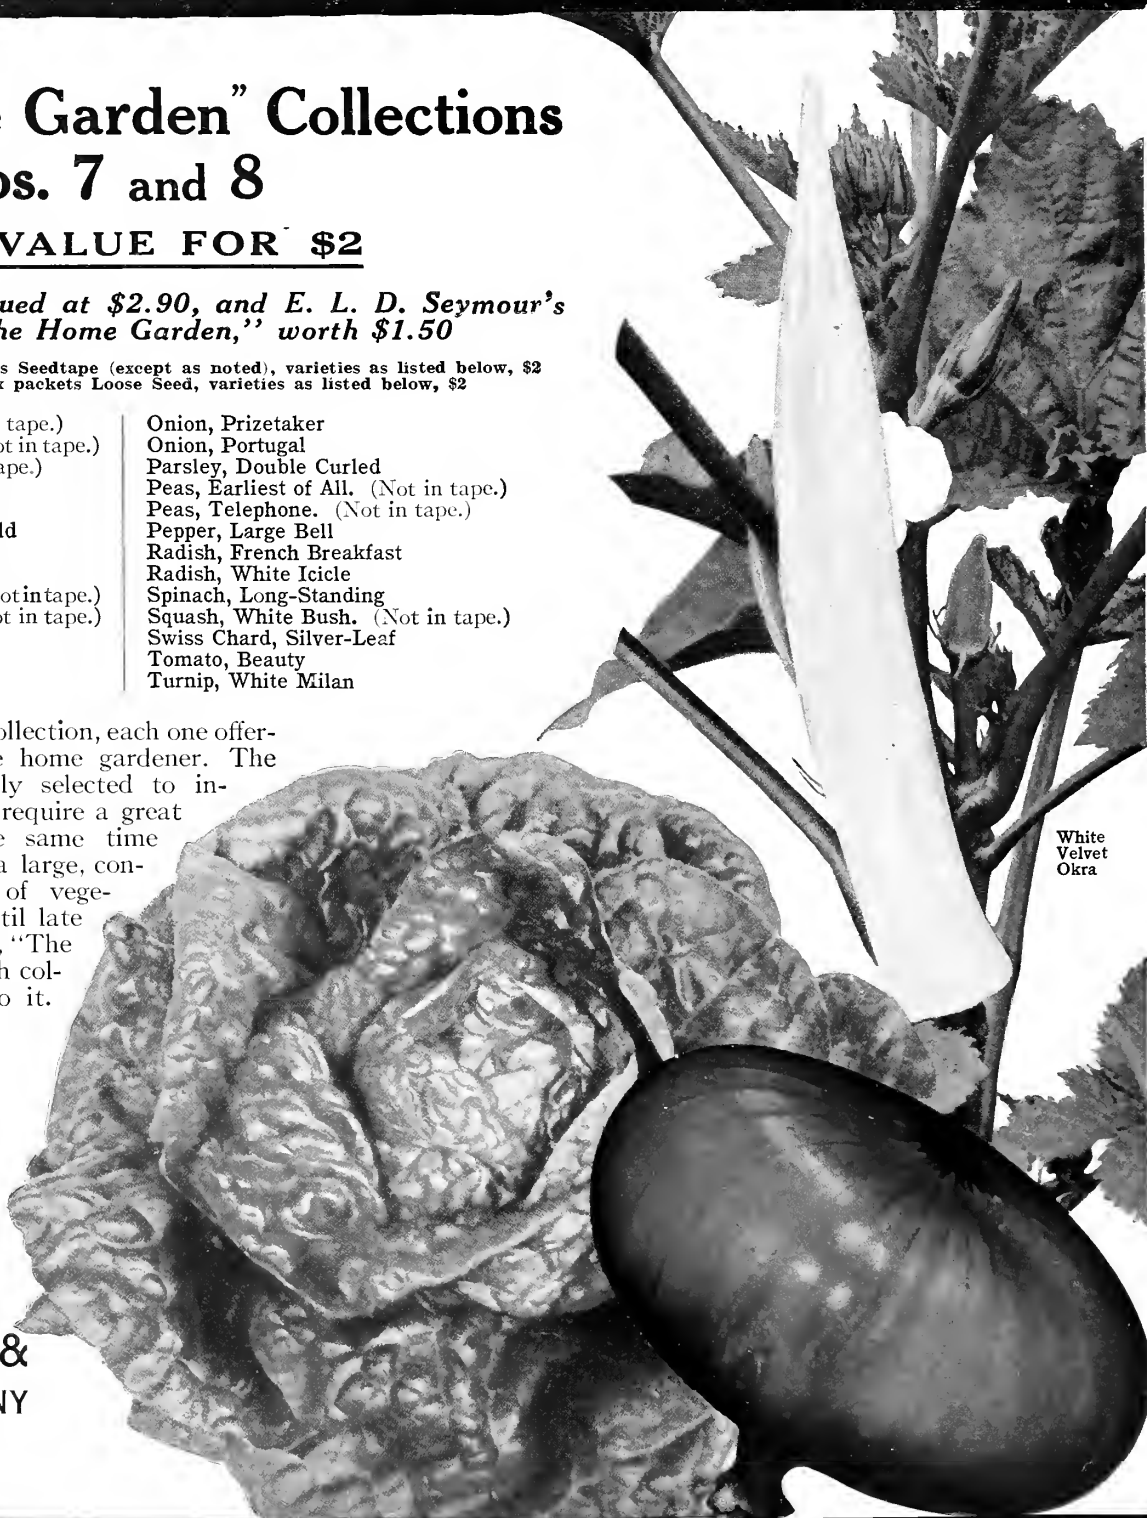 Garden" Collections
os. 7 and 8
VALUE FOR $2
ued at $2.90, and E. L. D. Seymour's
he Home Garden," worth $1.50
s Seedtape (except as noted), varieties as listed below, $2
packets Loose Seed, varieties as listed below, $2
tape.)
ot in tape.)
ape.)
ld
ot in tape.)
ot in tape.)
Onion, Prizetaker
Onion, Portugal
Parsley, Double Curled
Peas, Earliest of All. (Not in tape.)
Peas, Telephone. (Not in tape.)
Pepper, Large Bell
Radish, French Breakfast
Radish, White Icicle
Spinach, Long-Standing
Squash, White Bush. (Not in tape.)
Swiss Chard, Silver-Leaf
Tomato, Beauty
Turnip, White Milan
ollection, each one offer-
e home gardener. The
ly selected to in-
require a great
e same time
a large, con-
of vege-
til late
, "The
h col-
o it.
White
Velvet
Okra
&
NY